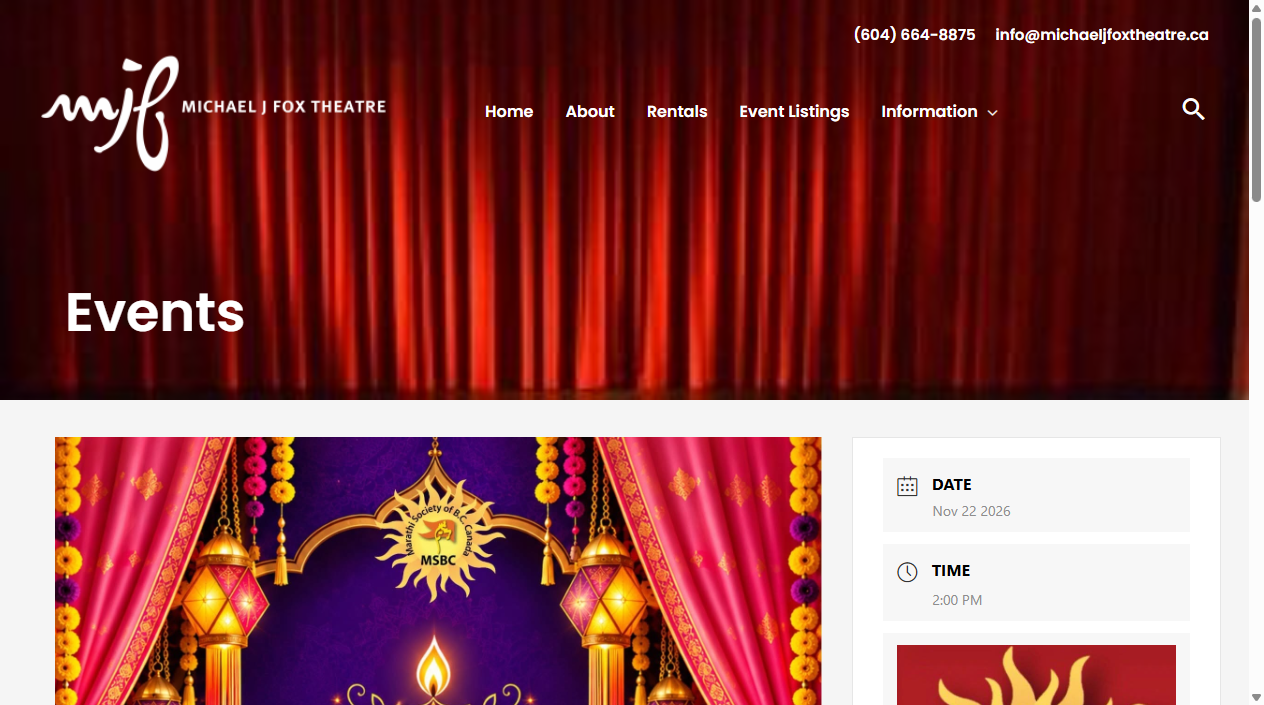 (604) 664-8875 info@michaeljfoxtheatre.ca
mjf MICHAEL J FOX THEATRE
Home About Rentals Event Listings Information
Events
Marathi Society of B.C. Canada
MSBC
DATE
Nov 22 2026
TIME
2:00 PM